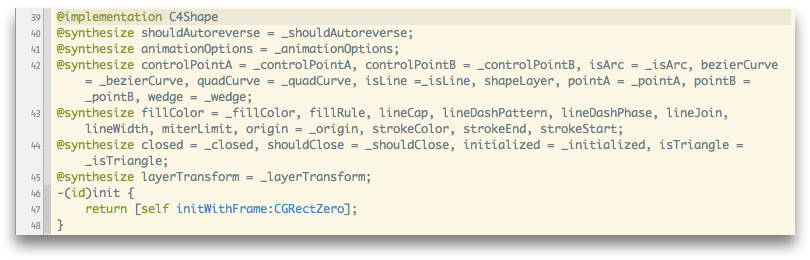 39 @implementation C4Shape
40 @synthesize shouldAutoreverse = _shouldAutoreverse;
41 @synthesize animationOptions = _animationOptions;
42 @synthesize controlPointA = _controlPointA, controlPointB = _controlPointB, isArc = _isArc, bezierCurve
= _bezierCurve, quadCurve = _quadCurve, isLine =_isLine, shapeLayer, pointA = _pointA, pointB =
_pointB, wedge = _wedge;
43 @synthesize fillColor = _fillColor, fillRule, lineCap, lineDashPattern, lineDashPhase, lineJoin,
lineWidth, miterLimit, origin = _origin, strokeColor, strokeEnd, strokeStart;
44 @synthesize closed = _closed, shouldClose = _shouldClose, initialized = _initialized, isTriangle =
_isTriangle;
45 @synthesize layerTransform = _layerTransform;
46 -(id)init {
47 return [self initWithFrame:CGRectZero];
48 }